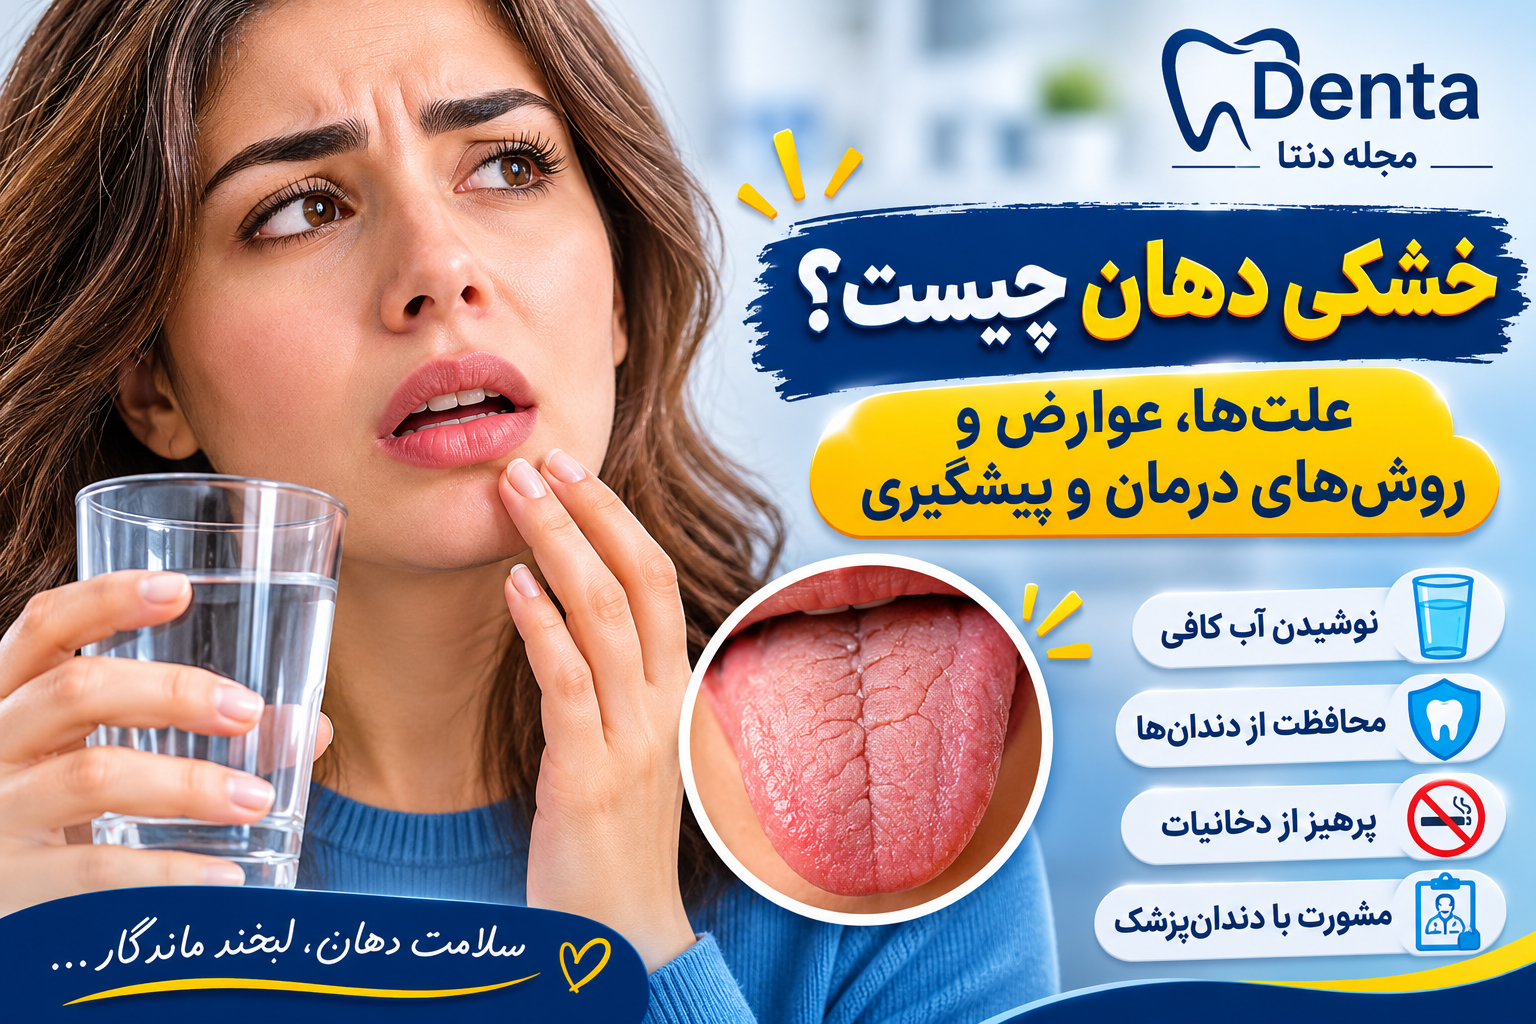 Denta
مجله دنتا
خشکی دهان چیست؟
علت‌ها، عوارض و
روش‌های درمان و پیشگیری
نوشیدن آب کافی
محافظت از دندان‌ها
پرهیز از دخانیات
مشورت با دندان‌پزشک
سلامت دهان، لبخند ماندگار ...